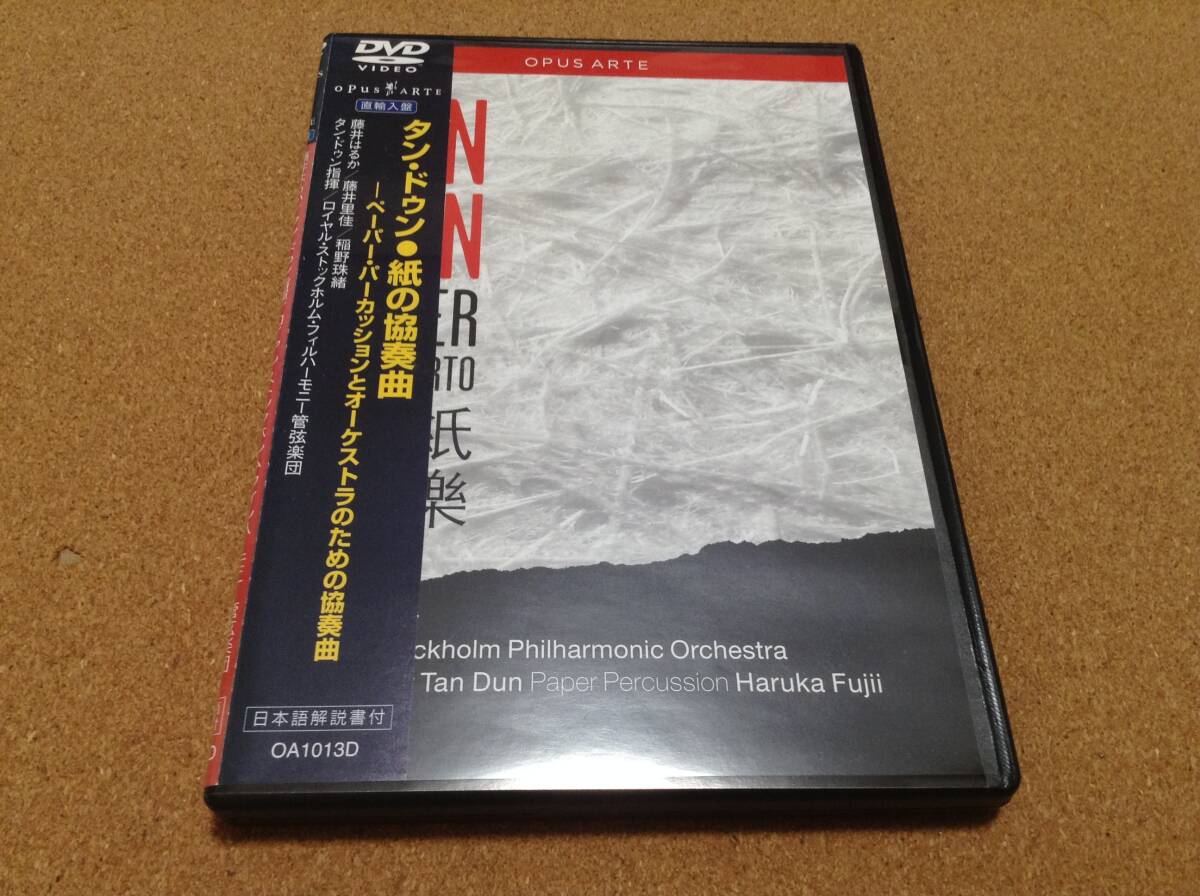 DVD
VIDEO
OPUS ARTE
直輸入盤
タン・ドゥン●紙の協奏曲
―ペーパー・パーカッションとオーケストラのための協奏曲
藤井はるか／藤井里佳／稲野珠緒
タン・ドゥン指揮／ロイヤル・ストックホルム・フィルハーモニー管弦楽団
日本語解説書付
OA1013D
OPUS ARTE
N
N
ER
RTO
紙
樂
ckholm Philharmonic Orchestra
Tan Dun Paper Percussion Haruka Fujii